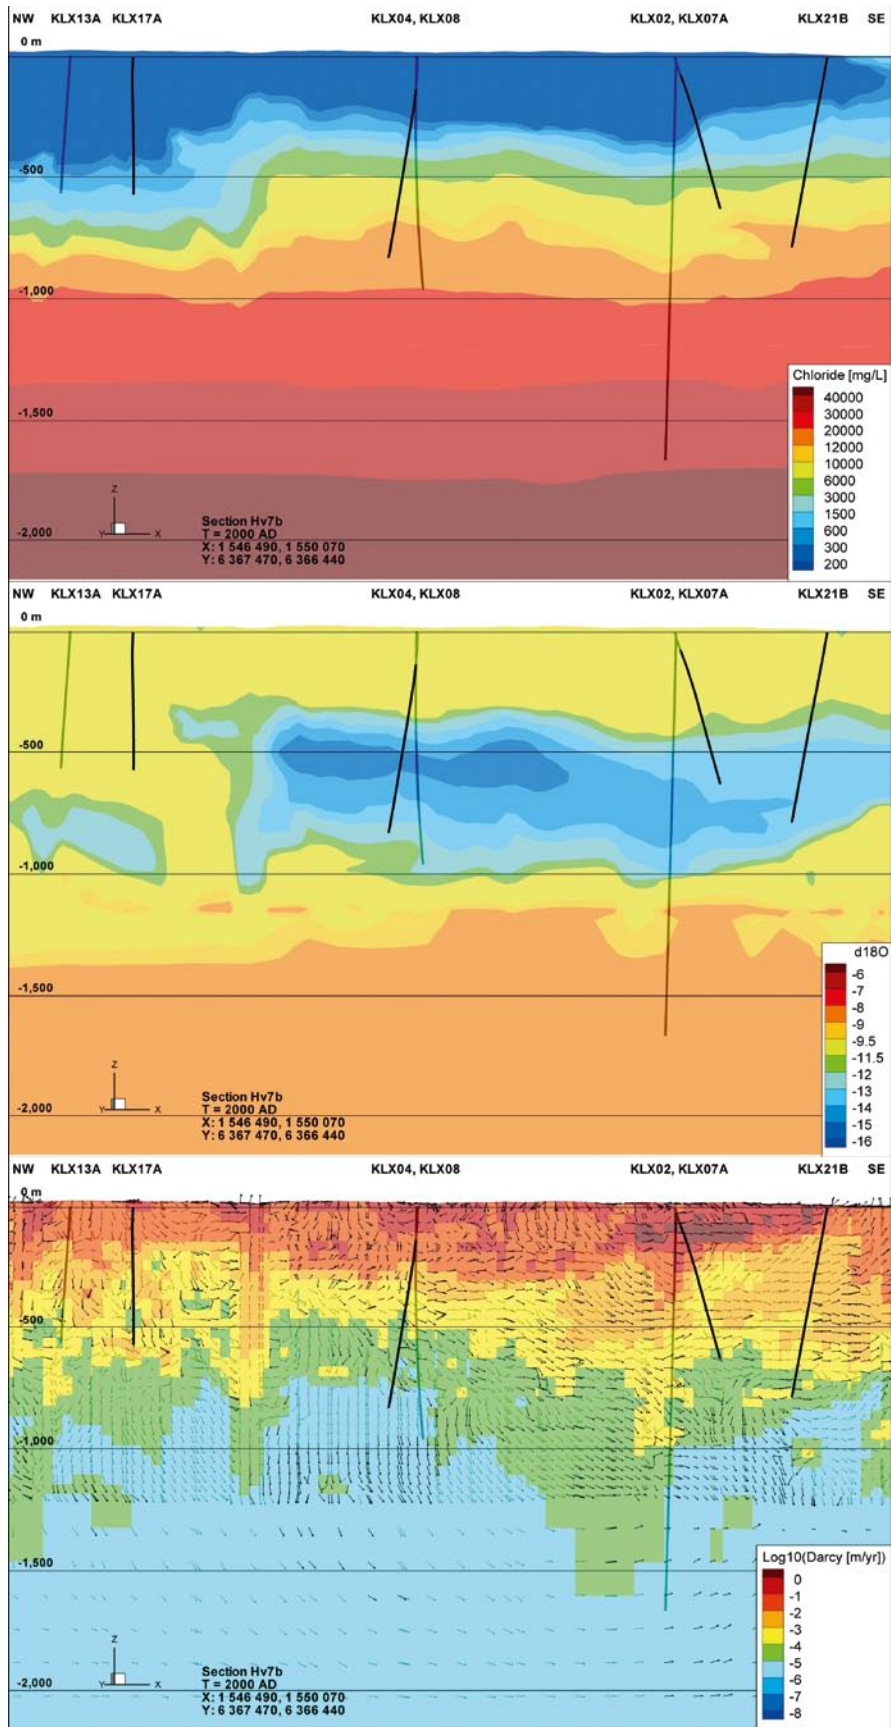 NW KLX13A KLX17A KLX04, KLX08 KLX02, KLX07A KLX21B SE
0 m
-500
-1,000
Chloride [mg/L]
40000
30000
20000
12000
10000
6000
3000
1500
600
300
200
-1,500
Z
Y X
Section Hv7b
T = 2000 AD
X: 1 546 490, 1 550 070
Y: 6 367 470, 6 366 440
-2,000
NW KLX13A KLX17A KLX04, KLX08 KLX02, KLX07A KLX21B SE
0 m
-500
-1,000
d18O
-6
-7
-8
-9
-9.5
-11.5
-12
-13
-14
-15
-16
-1,500
Z
Y X
Section Hv7b
T = 2000 AD
X: 1 546 490, 1 550 070
Y: 6 367 470, 6 366 440
-2,000
NW KLX13A KLX17A KLX04, KLX08 KLX02, KLX07A KLX21B SE
0 m
-500
-1,000
-1,500
Log10(Darcy [m/yr])
0
-1
-2
-3
-4
-5
-6
-7
-8
Z
Y X
Section Hv7b
T = 2000 AD
X: 1 546 490, 1 550 070
Y: 6 367 470, 6 366 440
-2,000